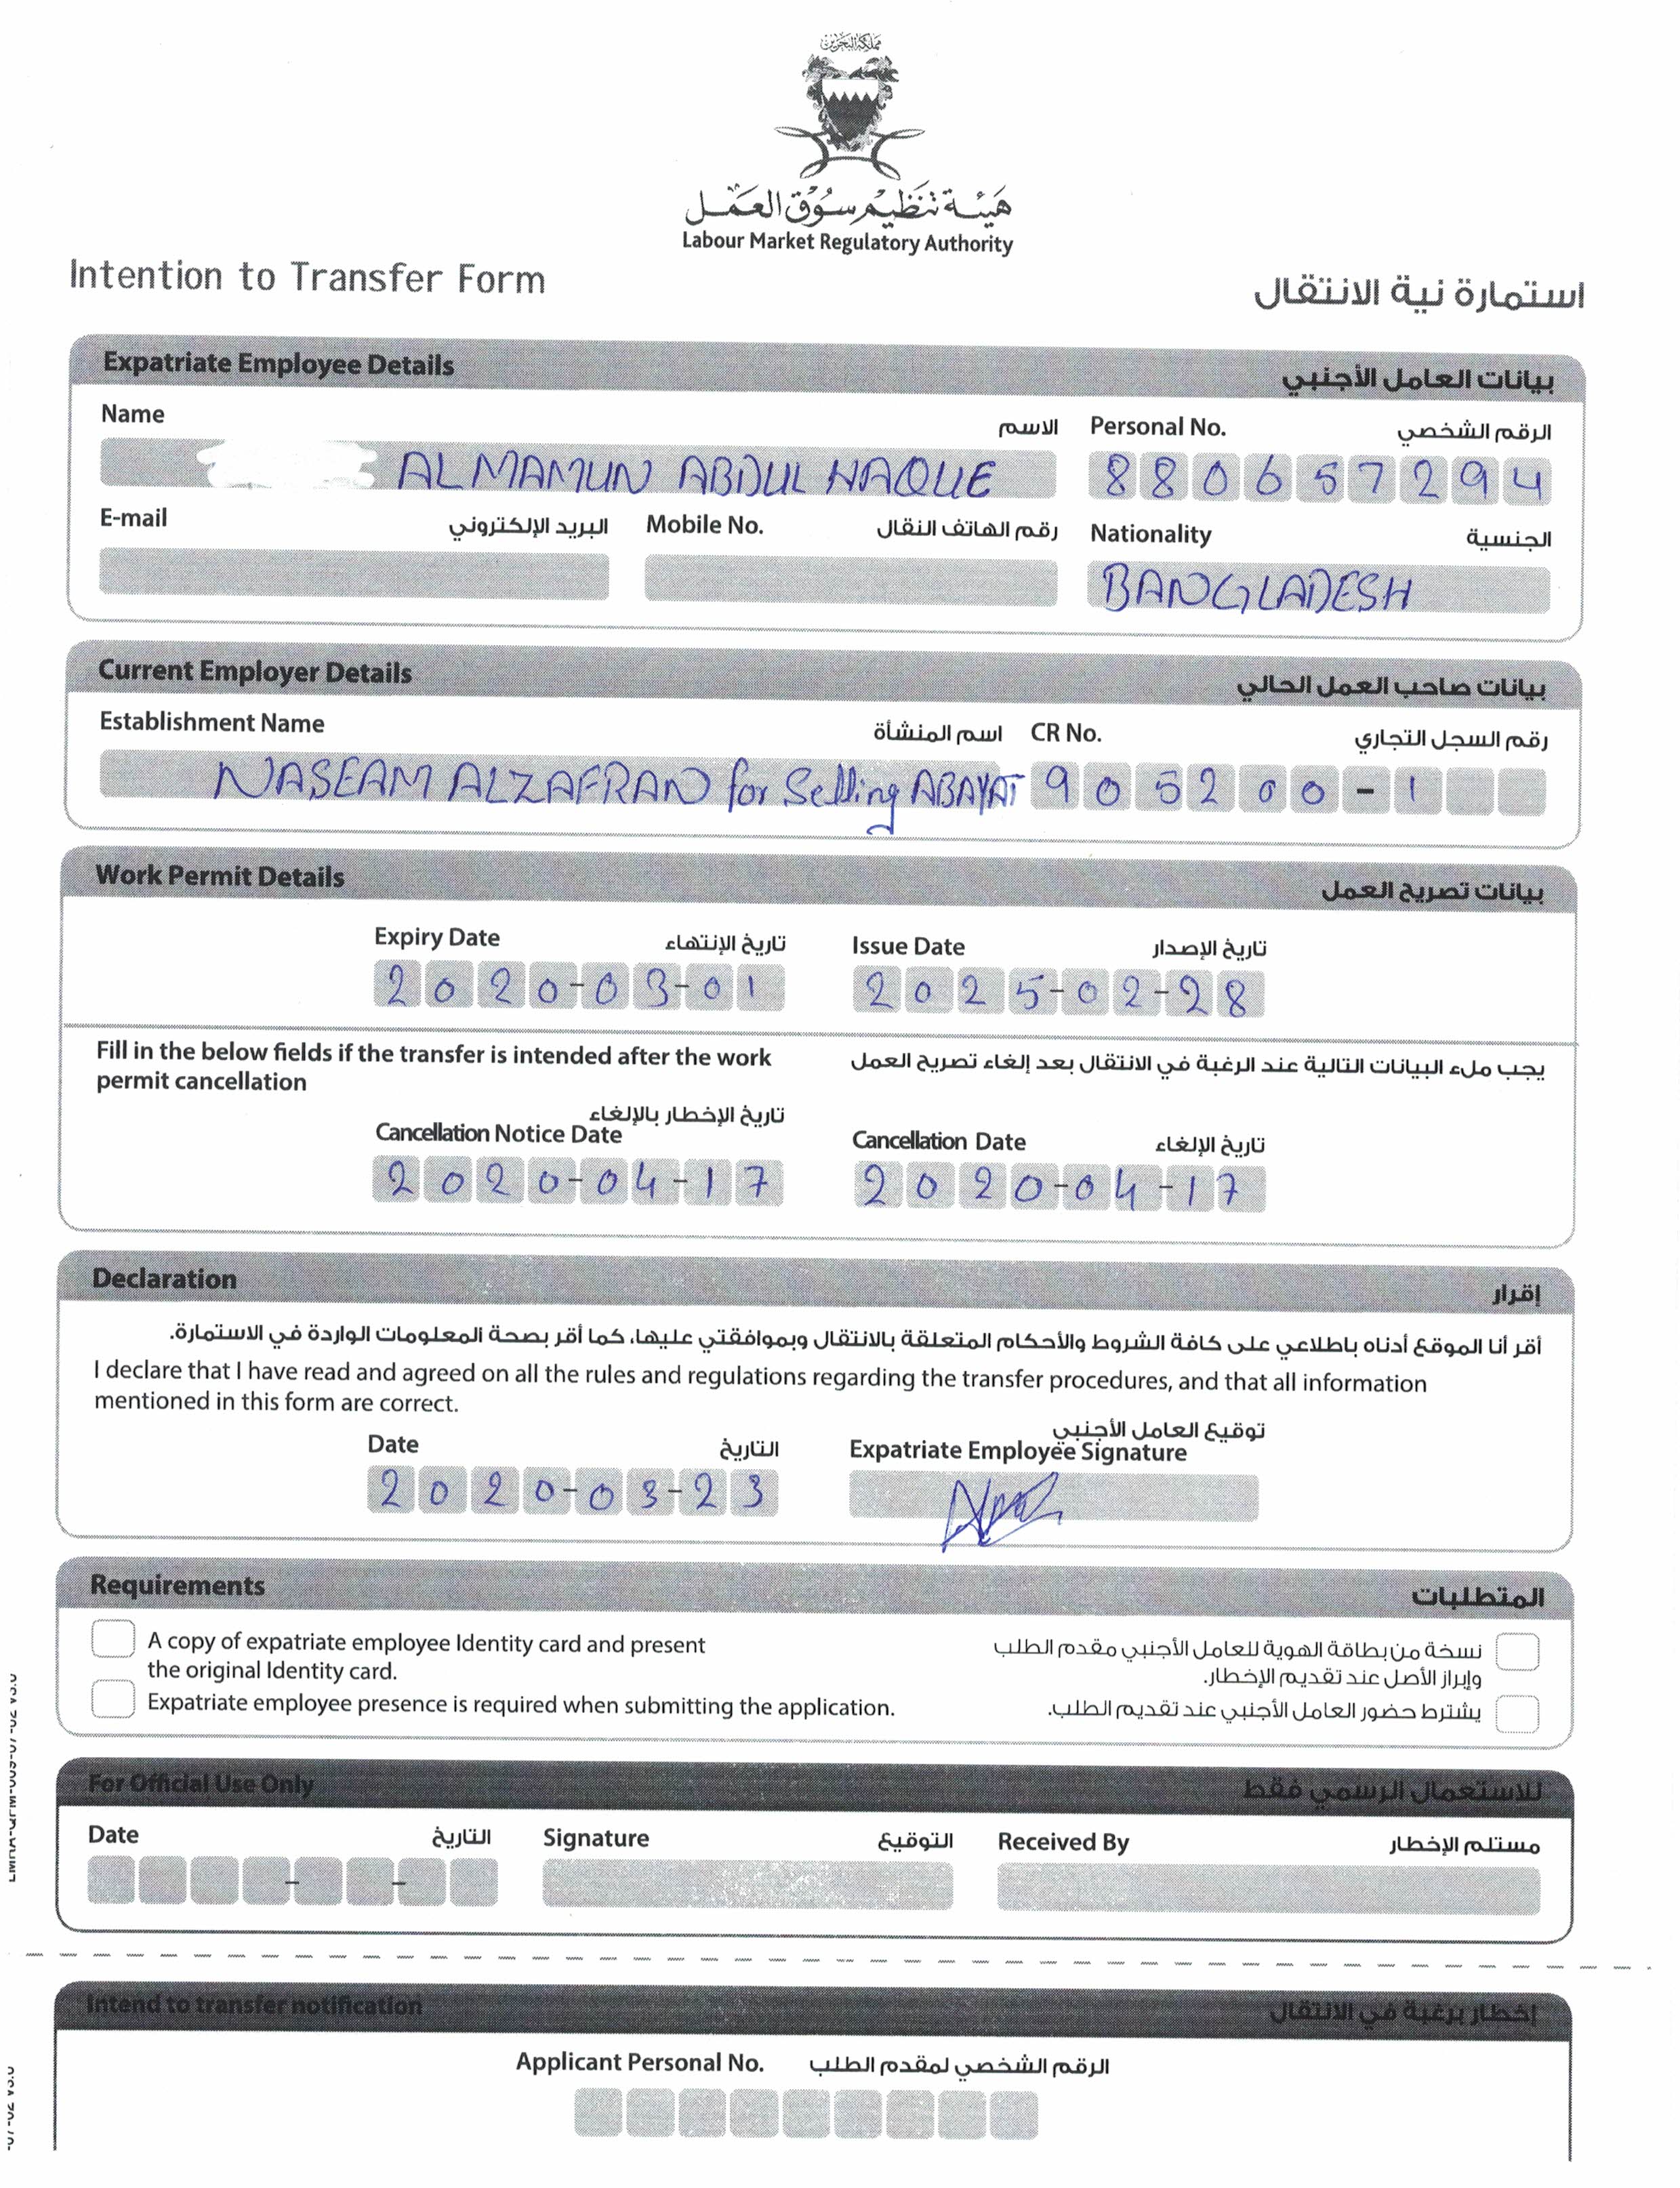 مملكة البحرين
هيئة تنظيم سوق العمل
Labour Market Regulatory Authority
Intention to Transfer Form استمارة نية الانتقال
Expatriate Employee Details بيانات العامل الأجنبي
Name الاسم Personal No. الرقم الشخصي
ALMAMUN ABDUL HAQUE 880657294
E-mail البريد الإلكتروني Mobile No. رقم الهاتف النقال Nationality الجنسية
BANGLADESH
Current Employer Details بيانات صاحب العمل الحالي
Establishment Name اسم المنشأة CR No. رقم السجل التجاري
NASEAM ALZAFRAN for Selling ABAYAT 905200-1
Work Permit Details بيانات تصريح العمل
Expiry Date تاريخ الإنتهاء Issue Date تاريخ الإصدار
2020-03-01 2025-02-28
Fill in the below fields if the transfer is intended after the work يجب ملء البيانات التالية عند الرغبة في الانتقال بعد إلغاء تصريح العمل
permit cancellation
تاريخ الإخطار بالإلغاء
Cancellation Notice Date Cancellation Date تاريخ الإلغاء
2020-04-17 2020-04-17
Declaration إقرار
أقر أنا الموقع أدناه باطلاعي على كافة الشروط والأحكام المتعلقة بالانتقال وبموافقتي عليها، كما أقر بصحة المعلومات الواردة في الاستمارة.
I declare that I have read and agreed on all the rules and regulations regarding the transfer procedures, and that all information
mentioned in this form are correct.
توقيع العامل الأجنبي
Date التاريخ Expatriate Employee Signature
2020-03-23
Requirements المتطلبات
A copy of expatriate employee Identity card and present نسخة من بطاقة الهوية للعامل الأجنبي مقدم الطلب
the original Identity card. وإبراز الأصل عند تقديم الإخطار.
Expatriate employee presence is required when submitting the application. يشترط حضور العامل الأجنبي عند تقديم الطلب.
For Official Use Only للاستعمال الرسمي فقط
Date التاريخ Signature التوقيع Received By مستلم الإخطار
- -
Intend to transfer notification إخطار برغبة في الانتقال
Applicant Personal No. الرقم الشخصي لمقدم الطلب